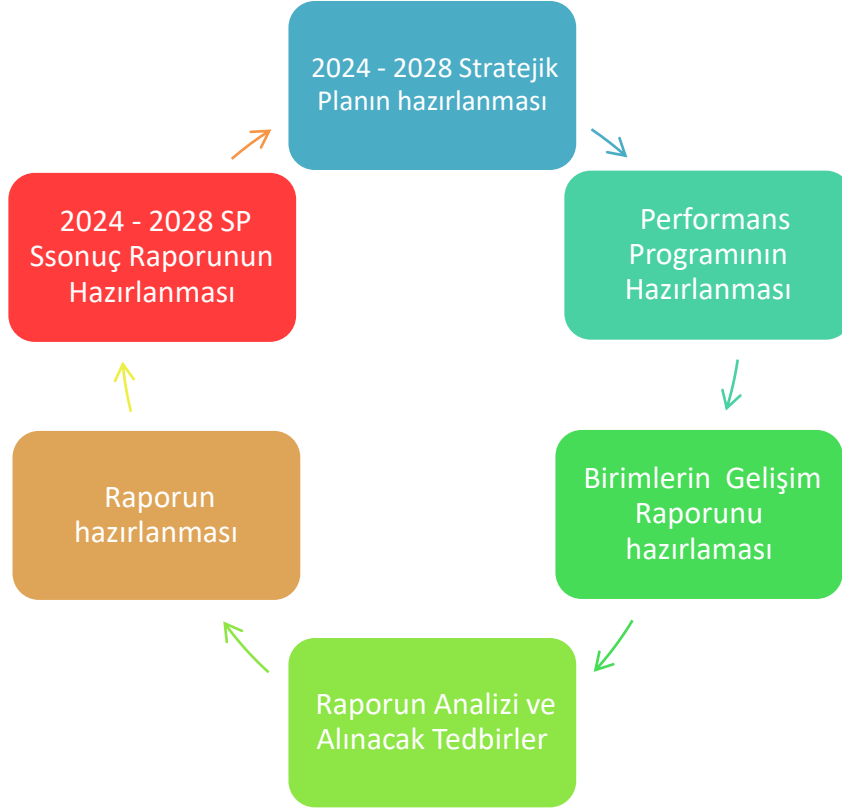 2024 - 2028 Stratejik
Planın hazırlanması
Performans
Programının
Hazırlanması
Birimlerin Gelişim
Raporunu
hazırlaması
Raporun Analizi ve
Alınacak Tedbirler
Raporun
hazırlanması
2024 - 2028 SP
Ssonuç Raporunun
Hazırlanması